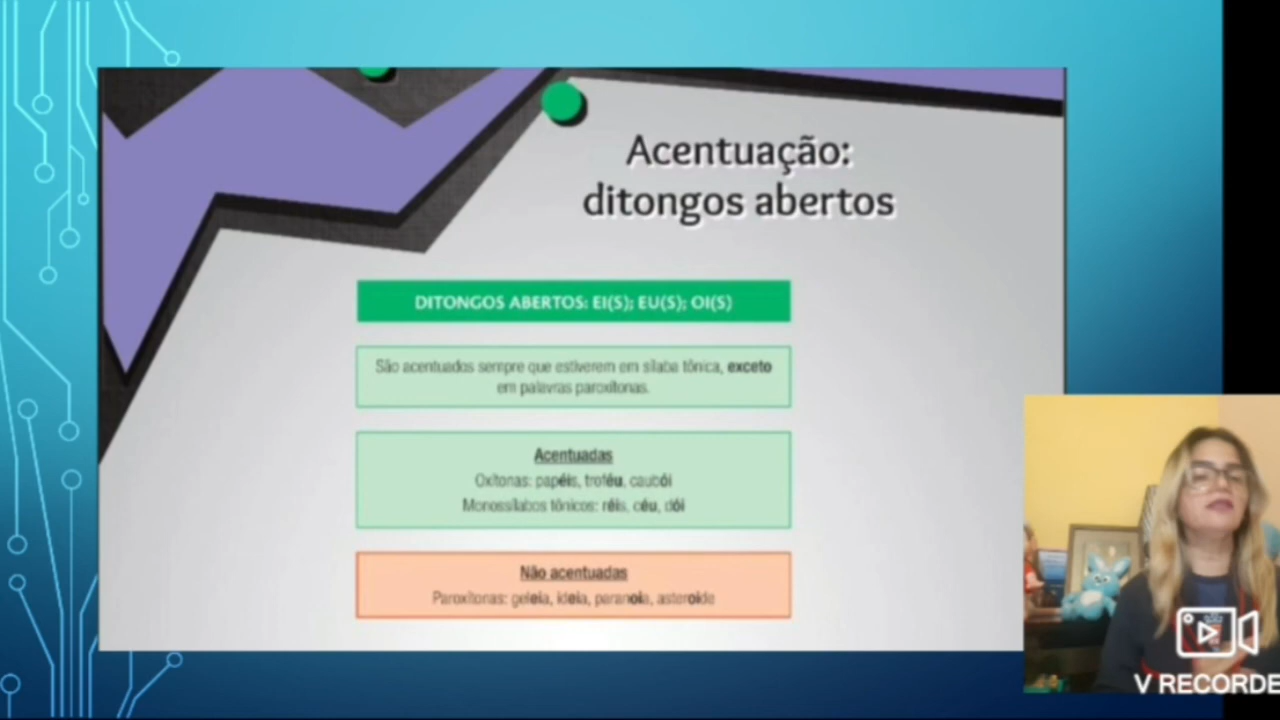 Acentuação:
ditongos abertos
DITONGOS ABERTOS: EI(S); EU(S); OI(S)
São acentuados sempre que estiverem em sílaba tônica, exceto
em palavras paroxítonas.
Acentuadas
Oxítonas: papéis, troféu, caubói
Monossílabos tônicos: réis, céu, dói
Não acentuadas
Paroxítonas: geleia, ideia, paranoia, asteroide
V RECORDE